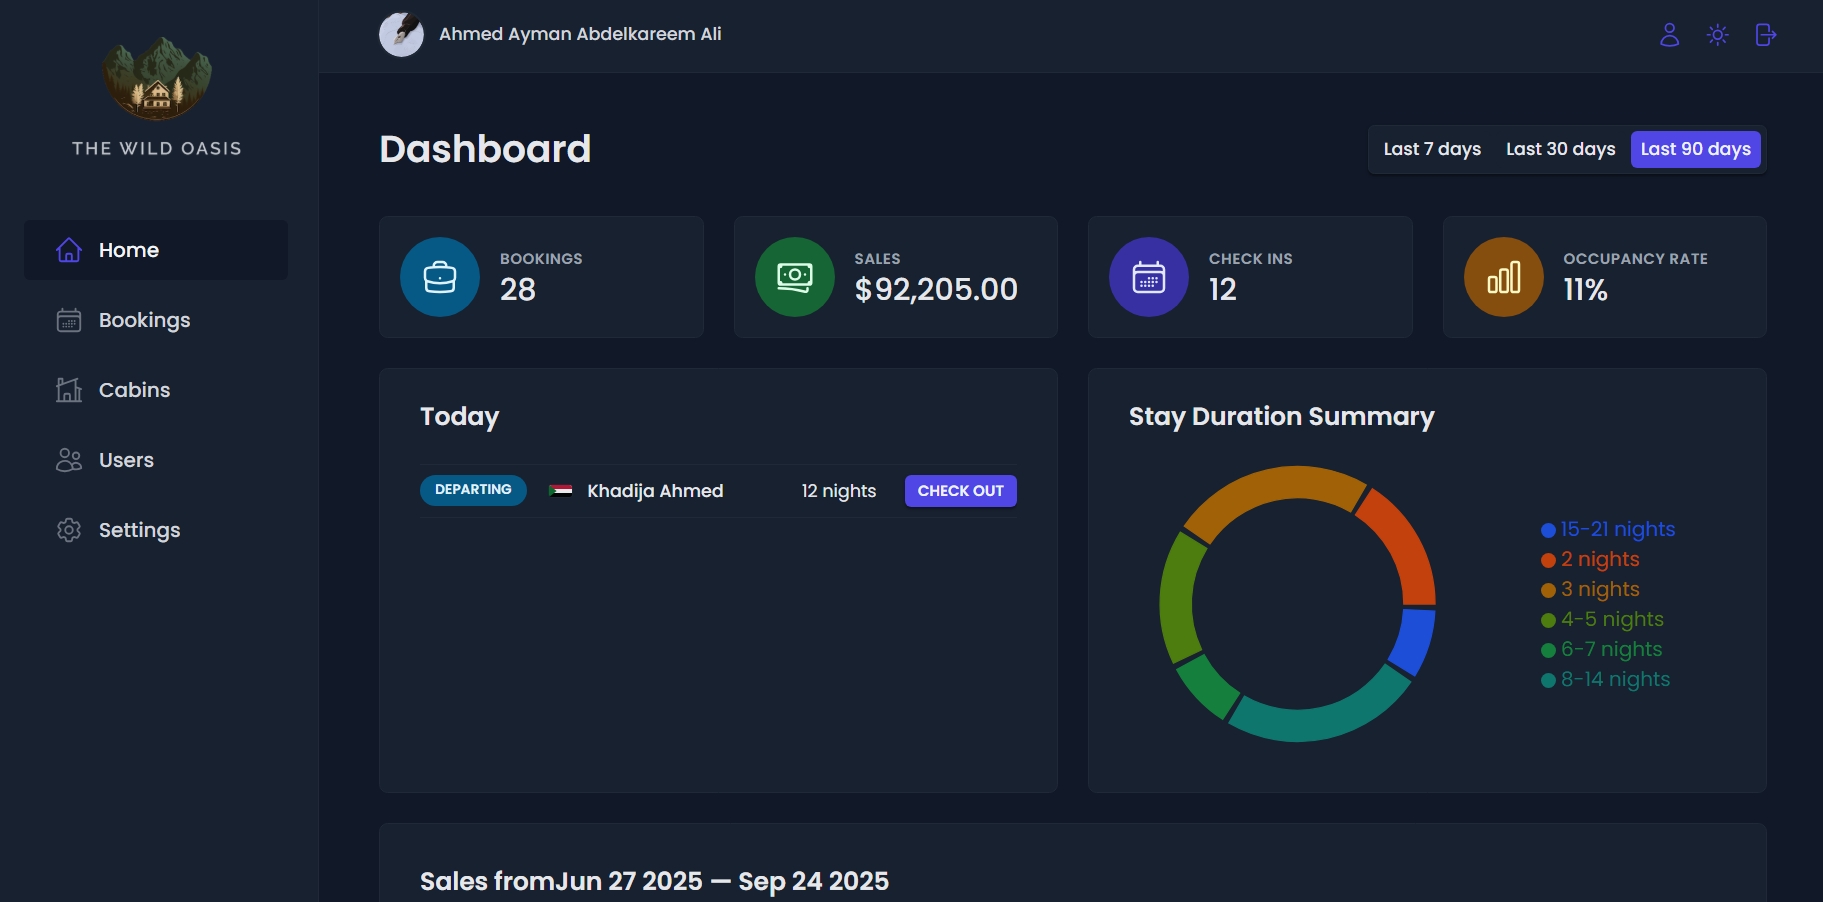 THE WILD OASIS
Home
Bookings
Cabins
Users
Settings
Ahmed Ayman Abdelkareem Ali
Dashboard
Last 7 days Last 30 days Last 90 days
BOOKINGS
28
SALES
$92,205.00
CHECK INS
12
OCCUPANCY RATE
11%
Today
DEPARTING Khadija Ahmed 12 nights CHECK OUT
Stay Duration Summary
15-21 nights
2 nights
3 nights
4-5 nights
6-7 nights
8-14 nights
Sales fromJun 27 2025 — Sep 24 2025